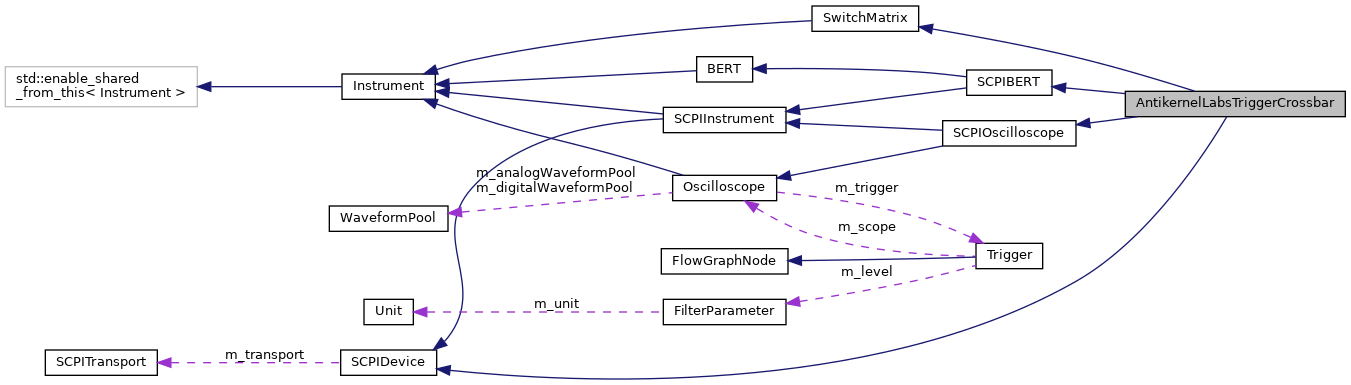 SwitchMatrix
std::enable_shared
_from_this< Instrument >
Instrument
BERT
SCPIBERT
AntikernelLabsTriggerCrossbar
SCPIInstrument
SCPIOscilloscope
m_analogWaveformPool
m_digitalWaveformPool
Oscilloscope
m_trigger
WaveformPool
m_scope
Trigger
FlowGraphNode
m_level
Unit
m_unit
FilterParameter
SCPITransport
m_transport
SCPIDevice